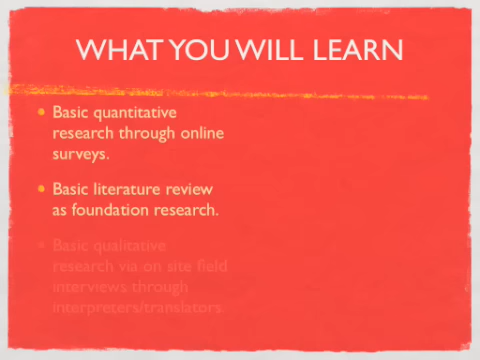 WHAT YOU WILL LEARN
• Basic quantitative
research through online
surveys.
• Basic literature review
as foundation research.
• Basic qualitative
research via on site field
interviews through
interpreters/translators.